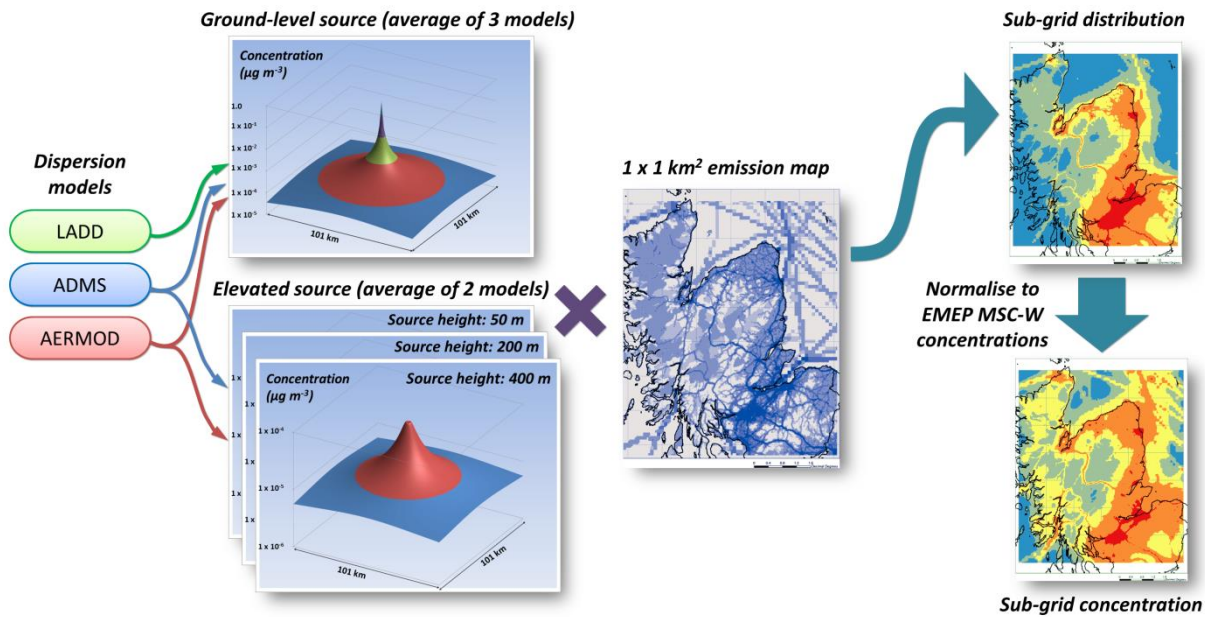 Ground-level source (average of 3 models)
Concentration
(µg m⁻³)
1.0
1 x 10⁻¹
1 x 10⁻²
1 x 10⁻³
1 x 10⁻⁴
1 x 10⁻⁵
101 km
101 km
Dispersion
models
LADD
ADMS
AERMOD
Elevated source (average of 2 models)
Source height: 50 m
Source height: 200 m
Source height: 400 m
Concentration
(µg m⁻³)
1 x 10⁻⁴
1 x 10⁻⁵
1 x 10⁻⁶
101 km
101 km
1 x 1 km² emission map
Sub-grid distribution
Normalise to
EMEP MSC-W
concentrations
Sub-grid concentration